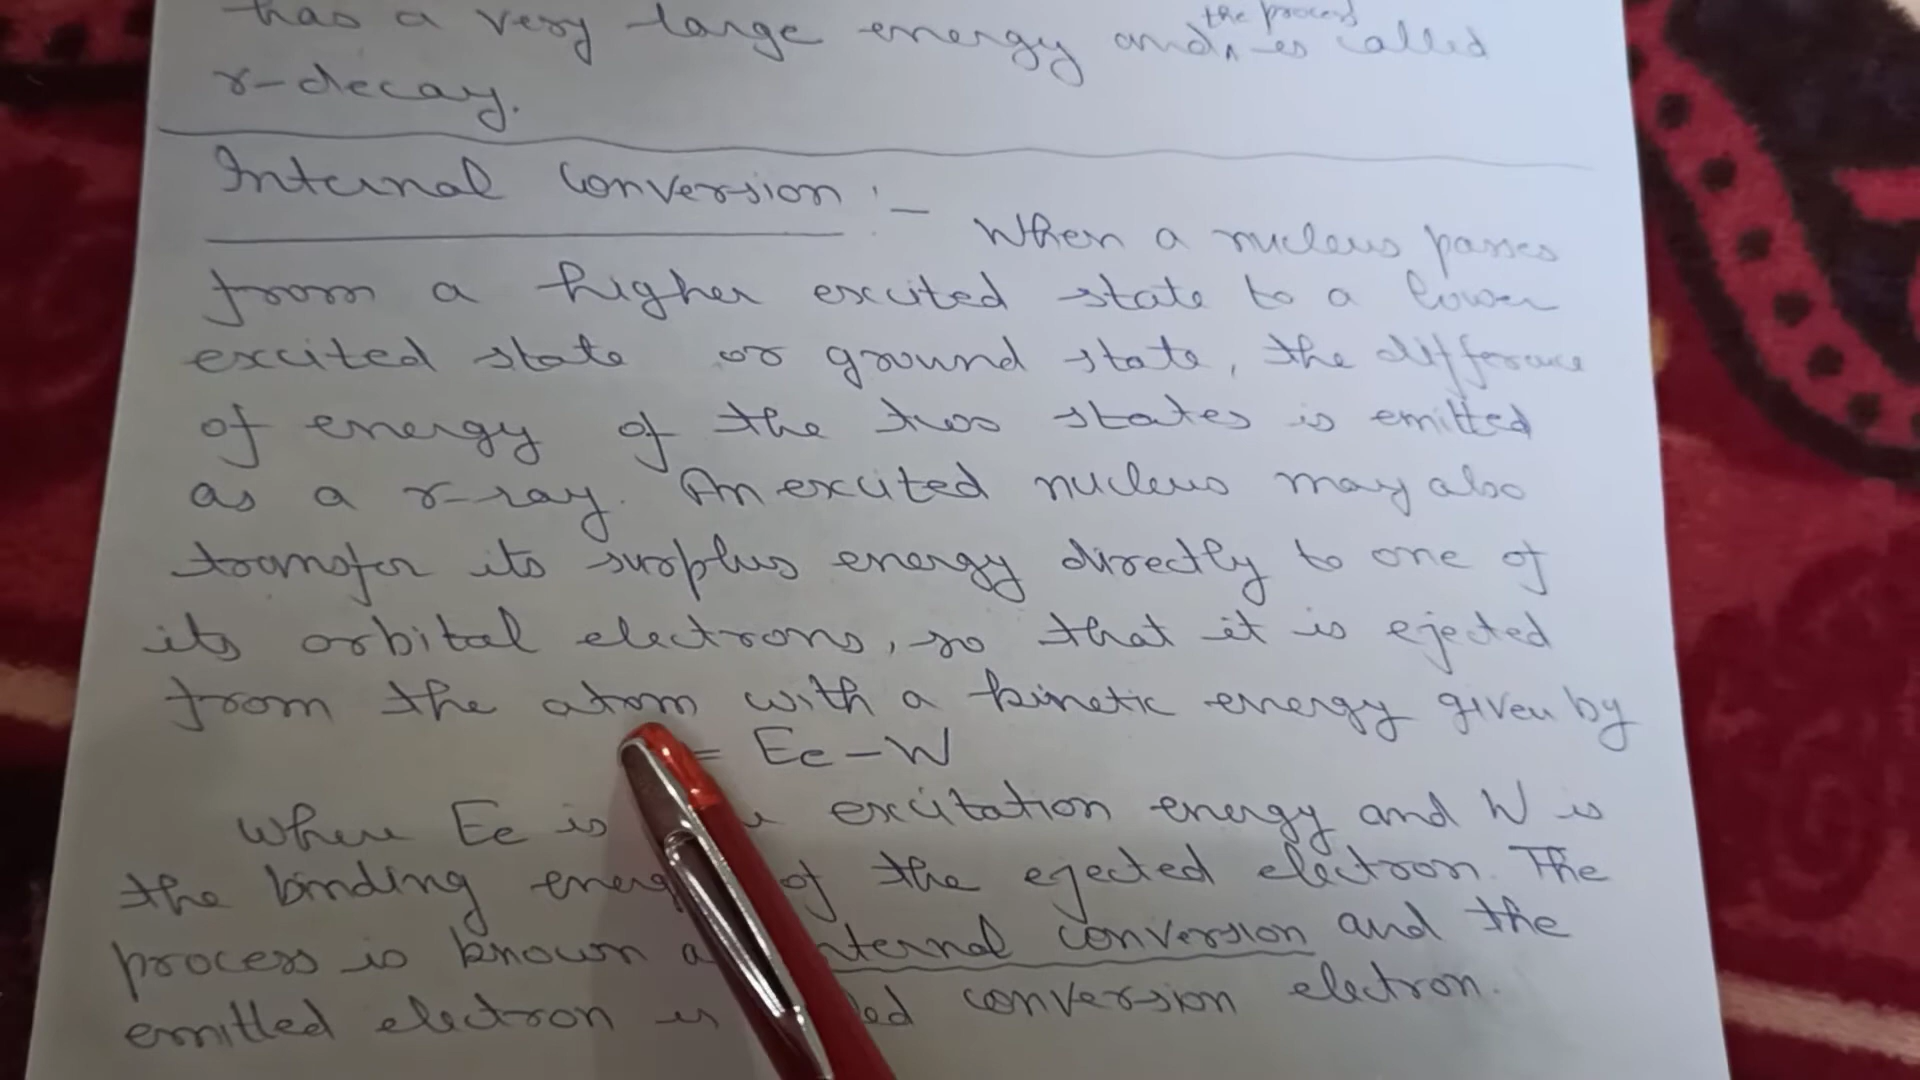 has a very large energy and ^ the process is called
γ-decay.
Internal Conversion :- When a nucleus passes
from a higher excited state to a lower
excited state or ground state, the difference
of energy of the two states is emitted
as a γ-ray. An excited nucleus may also
transfer its surplus energy directly to one of
its orbital electrons, so that it is ejected
from the atom with a kinetic energy given by
= Ee - W
where Ee is excitation energy and W is
the binding energy of the ejected electron. The
process is known internal conversion and the
emitted electron is conversion electron.